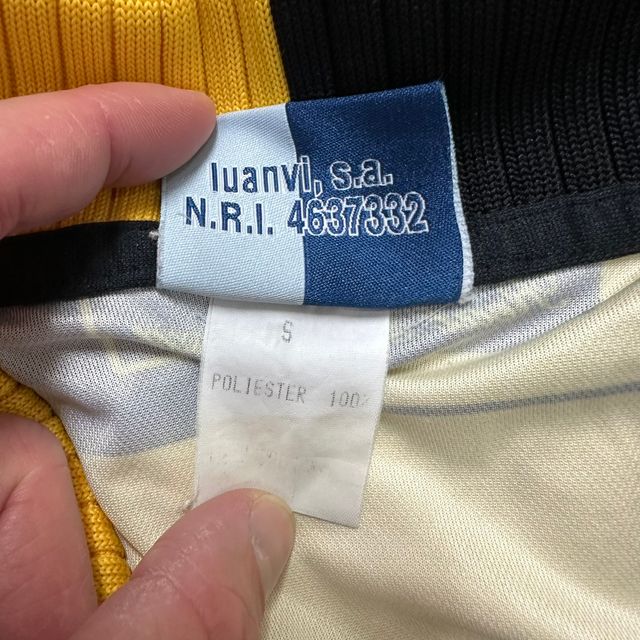 luanvi, s.a.
N.R.I. 4637332
S
POLIESTER 100%